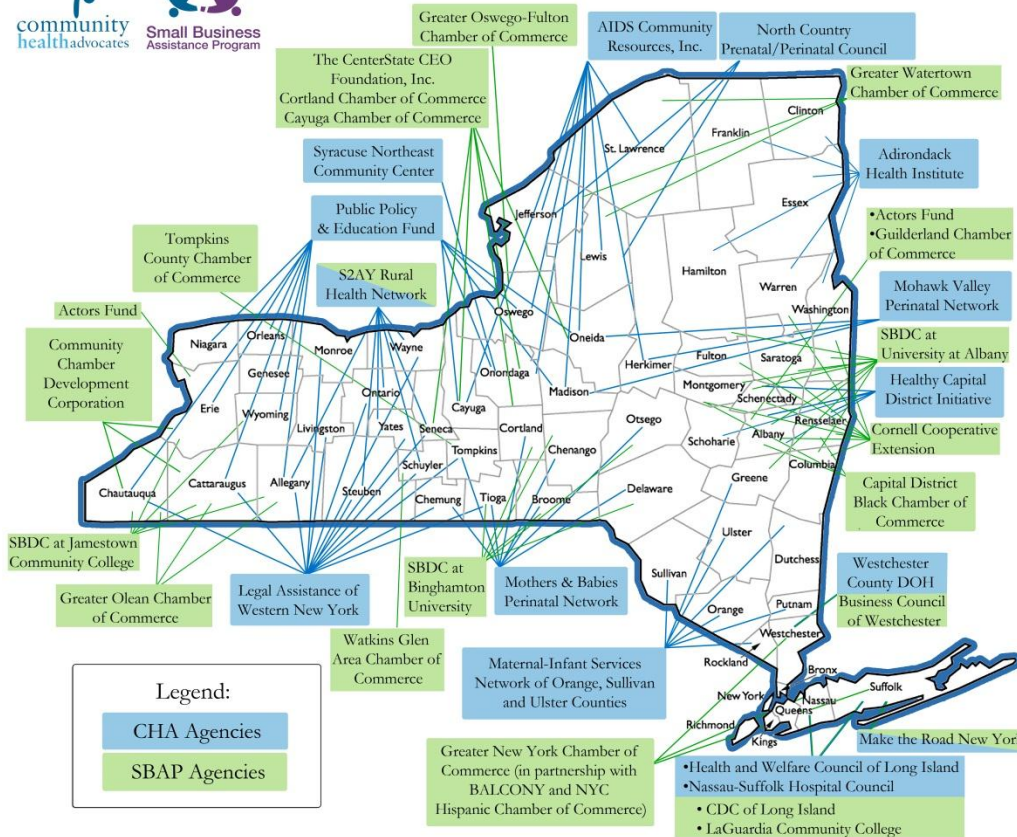 community
healthadvocates
Small Business
Assistance Program
Greater Oswego-Fulton
Chamber of Commerce
AIDS Community
Resources, Inc.
North Country
Prenatal/Perinatal Council
The CenterState CEO
Foundation, Inc.
Cortland Chamber of Commerce
Cayuga Chamber of Commerce
Greater Watertown
Chamber of Commerce
Syracuse Northeast
Community Center
Adirondack
Health Institute
Public Policy
& Education Fund
Tompkins
County Chamber
of Commerce
S2AY Rural
Health Network
•Actors Fund
•Guilderland Chamber
of Commerce
Mohawk Valley
Perinatal Network
Actors Fund
Community
Chamber
Development
Corporation
SBDC at
University at Albany
Healthy Capital
District Initiative
Cornell Cooperative
Extension
Capital District
Black Chamber of
Commerce
SBDC at Jamestown
Community College
Greater Olean Chamber
of Commerce
Legal Assistance of
Western New York
SBDC at
Binghamton
University
Mothers & Babies
Perinatal Network
Watkins Glen
Area Chamber of
Commerce
Maternal-Infant Services
Network of Orange, Sullivan
and Ulster Counties
Westchester
County DOH
Business Council
of Westchester
Greater New York Chamber of
Commerce (in partnership with
BALCONY and NYC
Hispanic Chamber of Commerce)
Make the Road New York
•Health and Welfare Council of Long Island
•Nassau-Suffolk Hospital Council
• CDC of Long Island
• LaGuardia Community College
Legend:
CHA Agencies
SBAP Agencies
Clinton
Franklin
St. Lawrence
Essex
Jefferson
Lewis
Hamilton
Warren
Washington
Oswego
Oneida
Herkimer
Fulton
Saratoga
Niagara
Orleans
Monroe
Wayne
Genesee
Ontario
Onondaga
Madison
Montgomery
Schenectady
Erie
Wyoming
Livingston
Yates
Seneca
Cayuga
Cortland
Otsego
Schoharie
Albany
Rensselaer
Tompkins
Chenango
Schuyler
Chautauqua
Cattaraugus
Allegany
Steuben
Chemung
Tioga
Broome
Delaware
Greene
Columbia
Ulster
Dutchess
Sullivan
Orange
Putnam
Westchester
Rockland
Bronx
New York
Nassau
Suffolk
Queens
Richmond
Kings